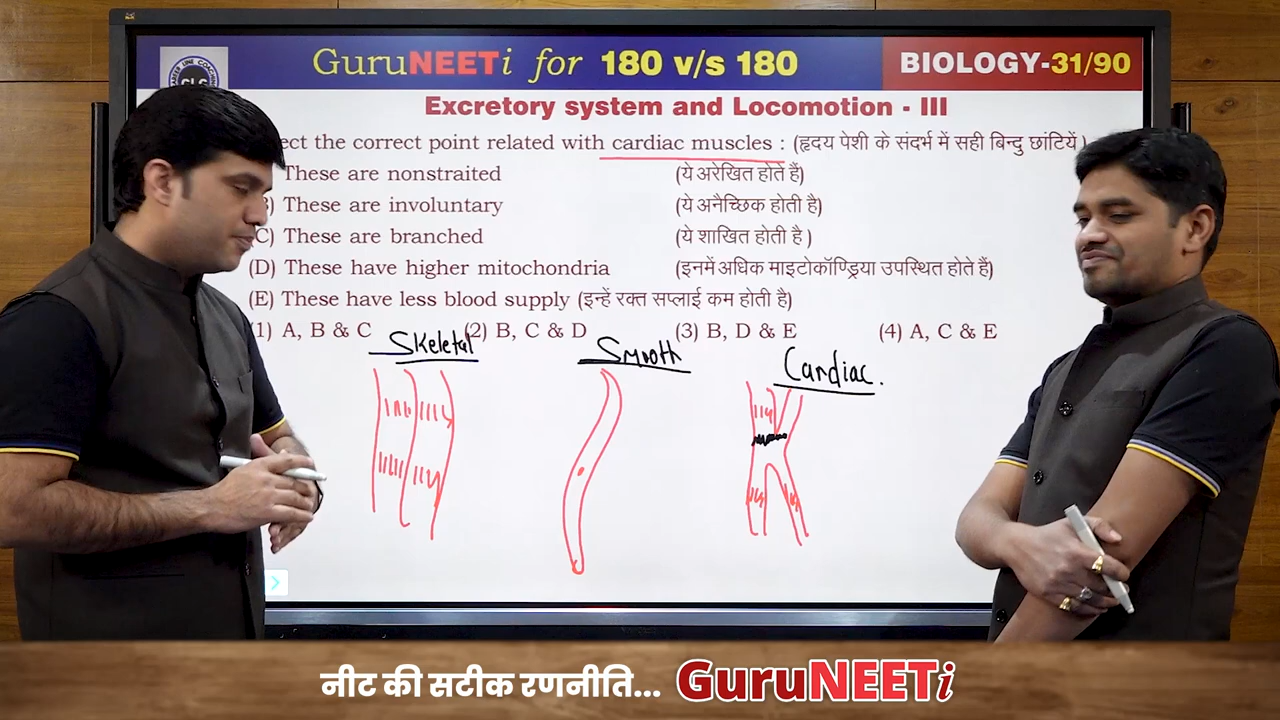 GuruNEETi for 180 v/s 180 BIOLOGY-31/90
Excretory system and Locomotion - III
ect the correct point related with cardiac muscles : (हृदय पेशी के संदर्भ में सही बिन्दु छांटियें)
These are nonstraited (ये अरेखित होते हैं)
B) These are involuntary (ये अनैच्छिक होती है)
C) These are branched (ये शाखित होती है )
(D) These have higher mitochondria (इनमें अधिक माइटोकॉण्ड्रिया उपस्थित होते हैं)
(E) These have less blood supply (इन्हें रक्त सप्लाई कम होती है)
(1) A, B & C (2) B, C & D (3) B, D & E (4) A, C & E
Skeletal Smooth Cardiac.
नीट की सटीक रणनीति... GuruNEETi